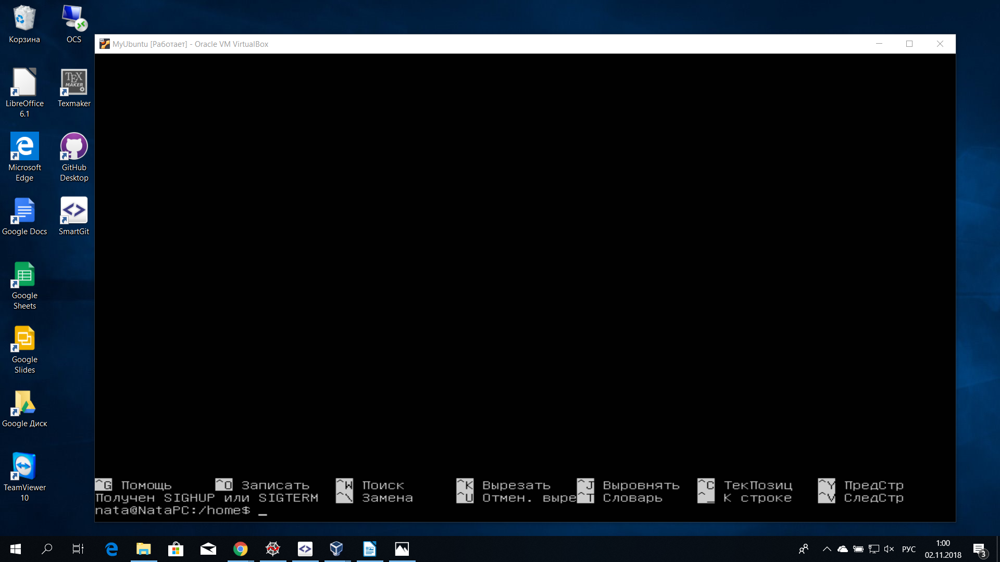 Корзина
OCS
MyUbuntu [Работает] - Oracle VM VirtualBox
LibreOffice
6.1
TEX
MAKER
Texmaker
Microsoft
Edge
GitHub
Desktop
Google Docs
SmartGit
Google
Sheets
Google
Slides
Google Диск
TeamViewer
10
^G Помощь ^O Записать ^W Поиск ^K Вырезать ^J Выровнять ^C ТекПозиц ^Y ПредСтр
Получен SIGHUP или SIGTERM ^\ Замена ^U Отмен. выре^T Словарь ^_ К строке ^V СледСтр
nata@NataPC:/home$ _
РУС
1:00
02.11.2018
3